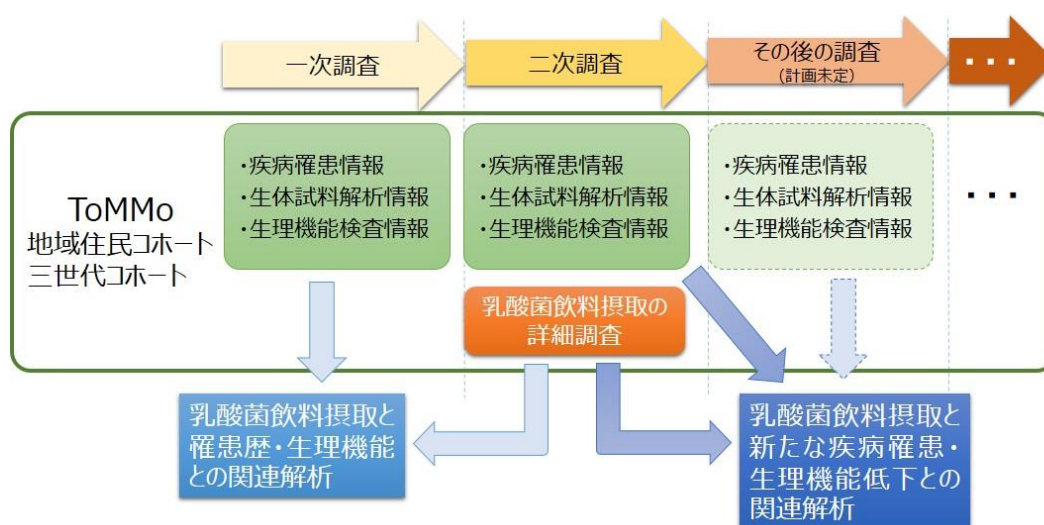 一次調査
二次調査
その後の調査
(計画未定)
・・・
ToMMo
地域住民コホート
三世代コホート
・疾病罹患情報
・生体試料解析情報
・生理機能検査情報
・疾病罹患情報
・生体試料解析情報
・生理機能検査情報
・疾病罹患情報
・生体試料解析情報
・生理機能検査情報
・・・
乳酸菌飲料摂取の
詳細調査
乳酸菌飲料摂取と
罹患歴・生理機能
との関連解析
乳酸菌飲料摂取と
新たな疾病罹患・
生理機能低下との
関連解析